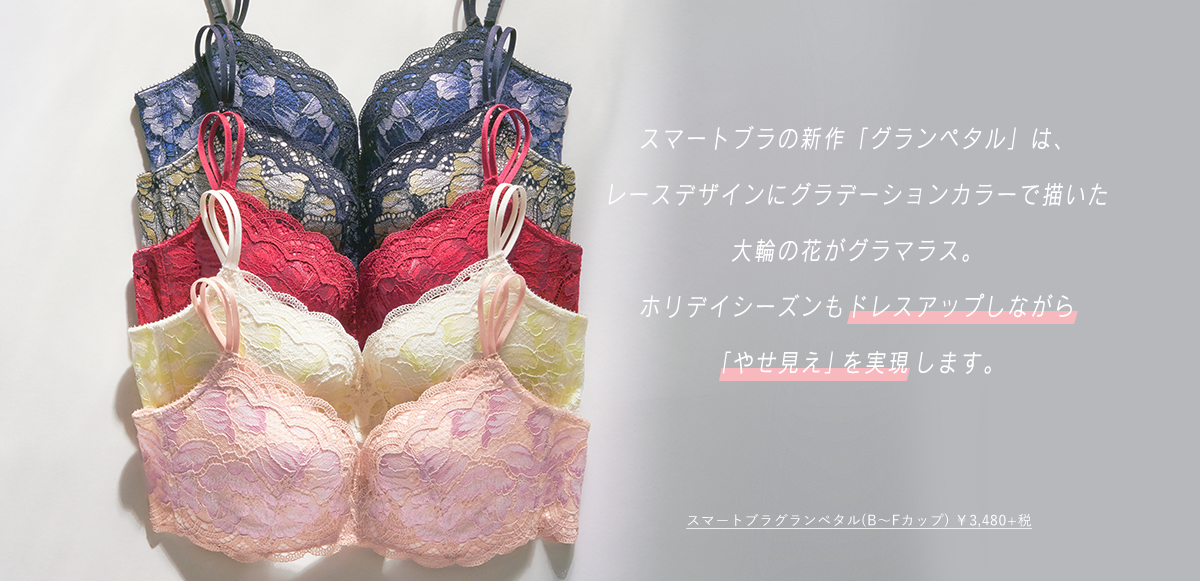 スマートブラの新作「グランペタル」は、
レースデザインにグラデーションカラーで描いた
大輪の花がグラマラス。
ホリデイシーズンもドレスアップしながら
「やせ見え」を実現します。
スマートブラグランペタル(B〜Fカップ) ¥3,480+税